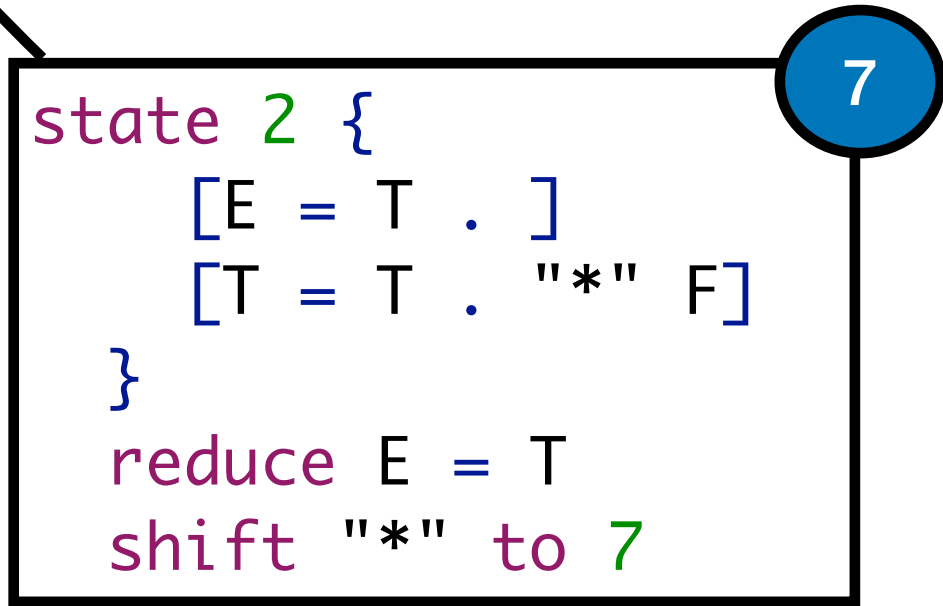 7
state 2 {
[E = T . ]
[T = T . "*" F]
}
reduce E = T
shift "*" to 7